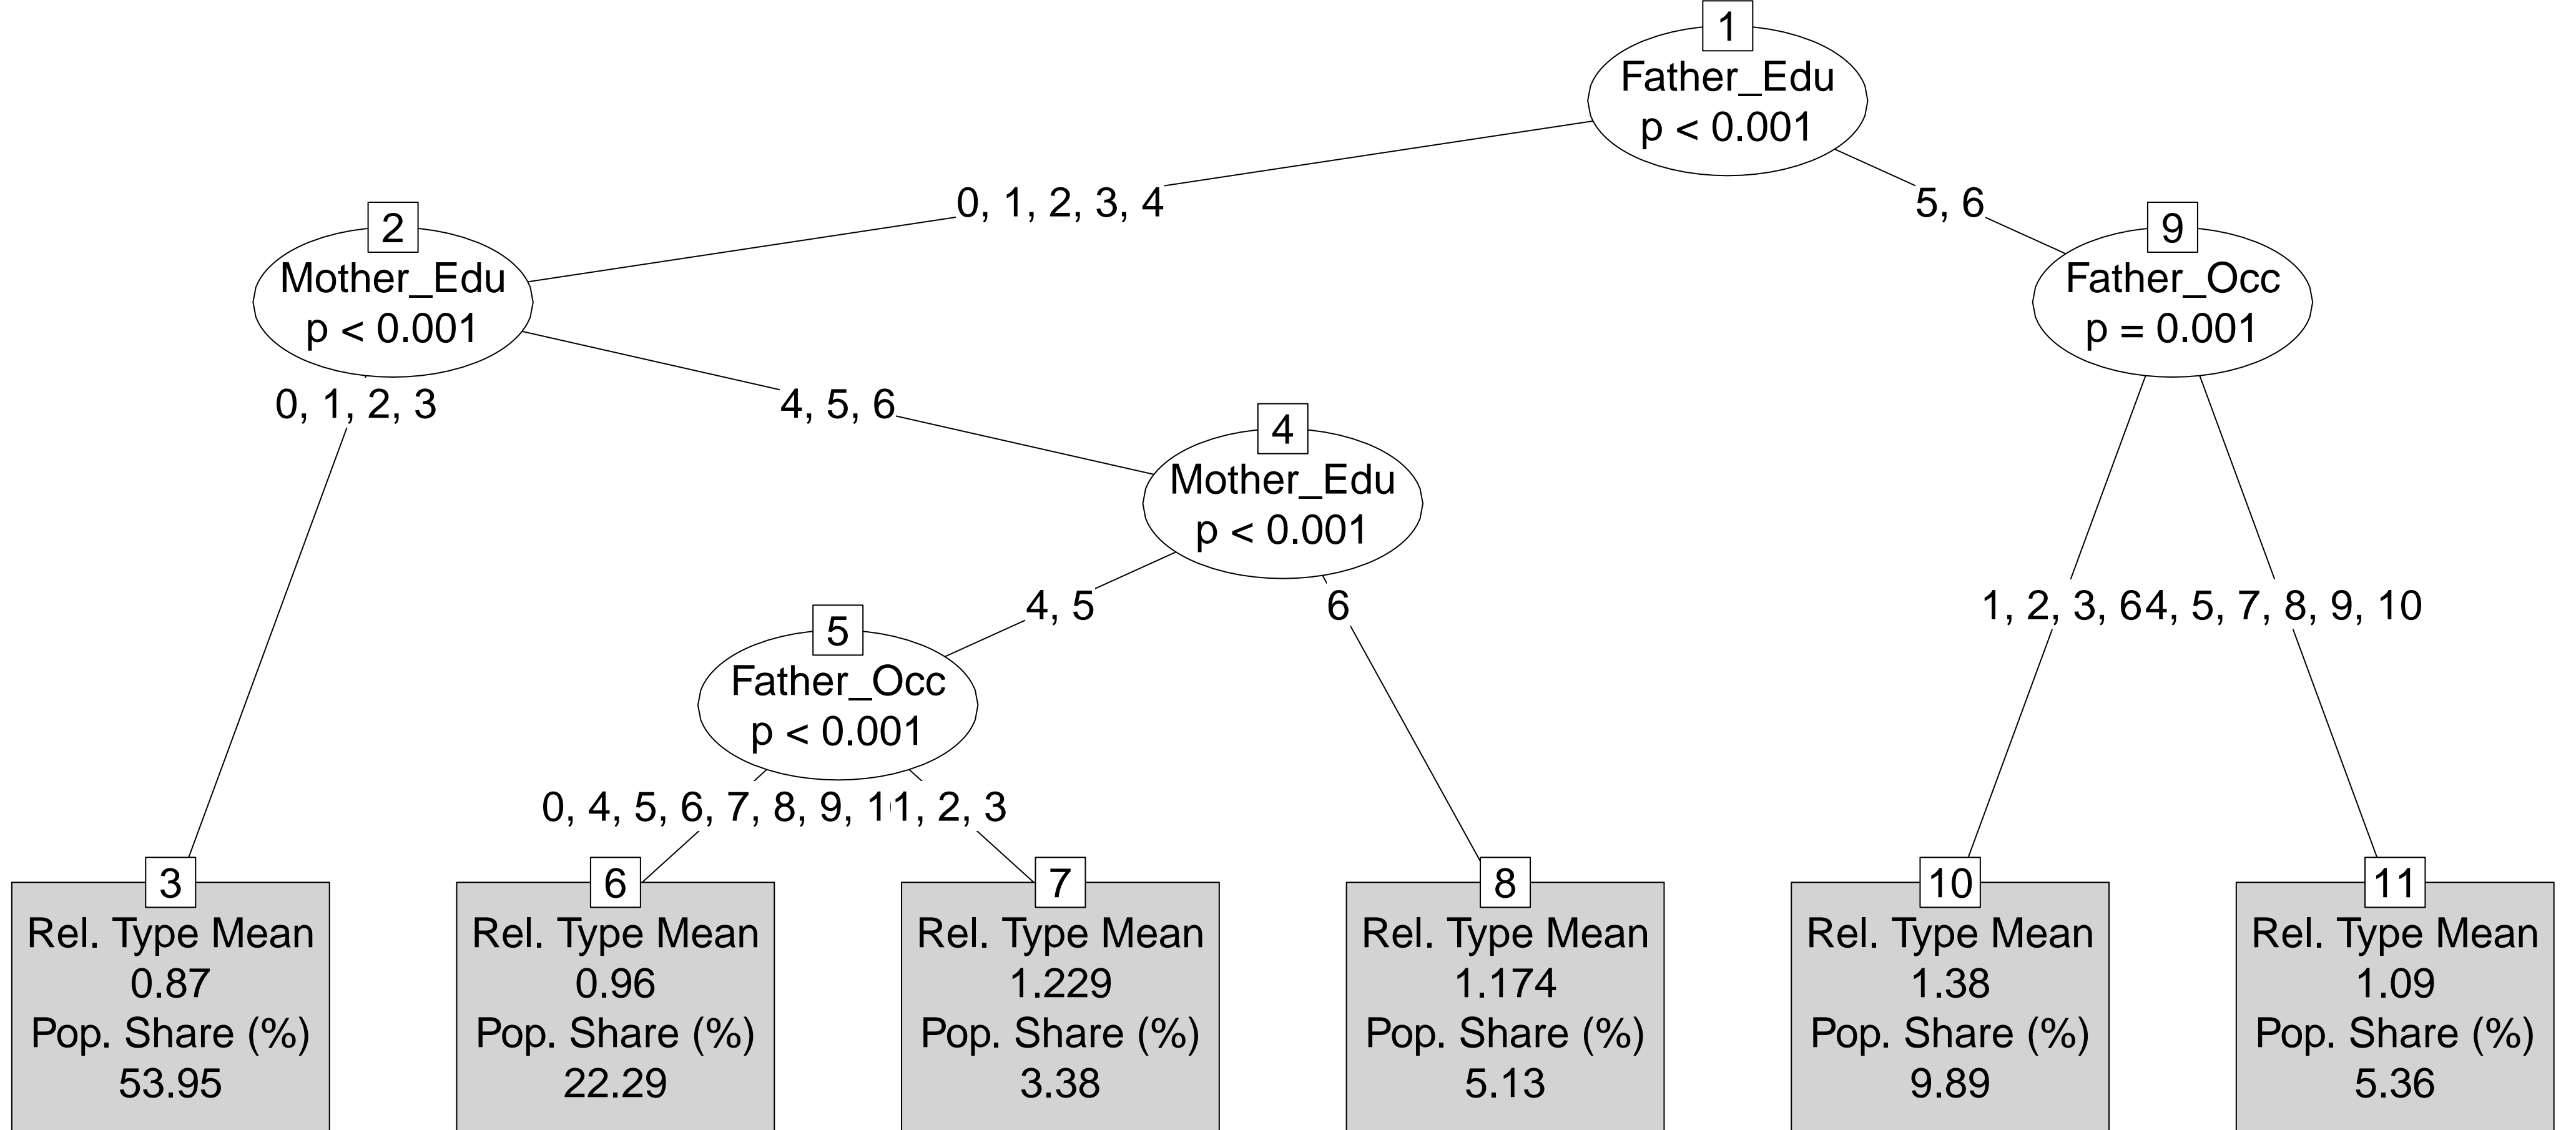 1
Father_Edu
p < 0.001
0, 1, 2, 3, 4
5, 6
2
Mother_Edu
p < 0.001
9
Father_Occ
p = 0.001
0, 1, 2, 3
4, 5, 6
4
Mother_Edu
p < 0.001
4, 5
6
1, 2, 3, 6
4, 5, 7, 8, 9, 10
5
Father_Occ
p < 0.001
0, 4, 5, 6, 7, 8, 9,
1, 2, 3
3
Rel. Type Mean
0.87
Pop. Share (%)
53.95
6
Rel. Type Mean
0.96
Pop. Share (%)
22.29
7
Rel. Type Mean
1.229
Pop. Share (%)
3.38
8
Rel. Type Mean
1.174
Pop. Share (%)
5.13
10
Rel. Type Mean
1.38
Pop. Share (%)
9.89
11
Rel. Type Mean
1.09
Pop. Share (%)
5.36